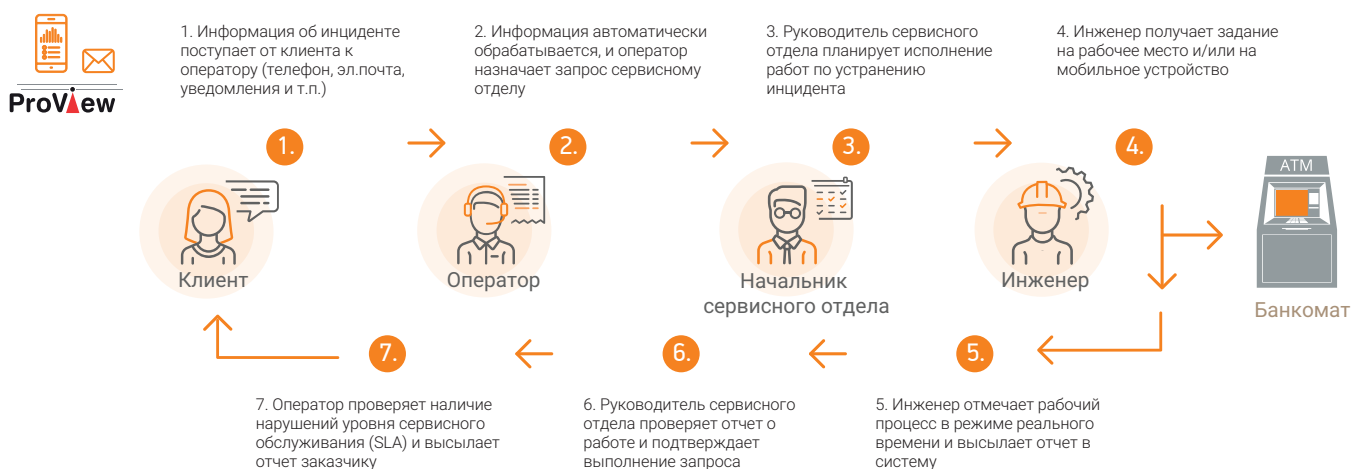 ProView
1. Информация об инциденте
поступает от клиента к
оператору (телефон, эл.почта,
уведомления и т.п.)
2. Информация автоматически
обрабатывается, и оператор
назначает запрос сервисному
отделу
3. Руководитель сервисного
отдела планирует исполнение
работ по устранению
инцидента
4. Инженер получает задание
на рабочее место и/или на
мобильное устройство
1.
2.
3.
4.
ATM
Клиент
Оператор
Начальник
сервисного отдела
Инженер
Банкомат
7.
6.
5.
7. Оператор проверяет наличие
нарушений уровня сервисного
обслуживания (SLA) и высылает
отчет заказчику
6. Руководитель сервисного
отдела проверяет отчет о
работе и подтверждает
выполнение запроса
5. Инженер отмечает рабочий
процесс в режиме реального
времени и высылает отчет в
систему